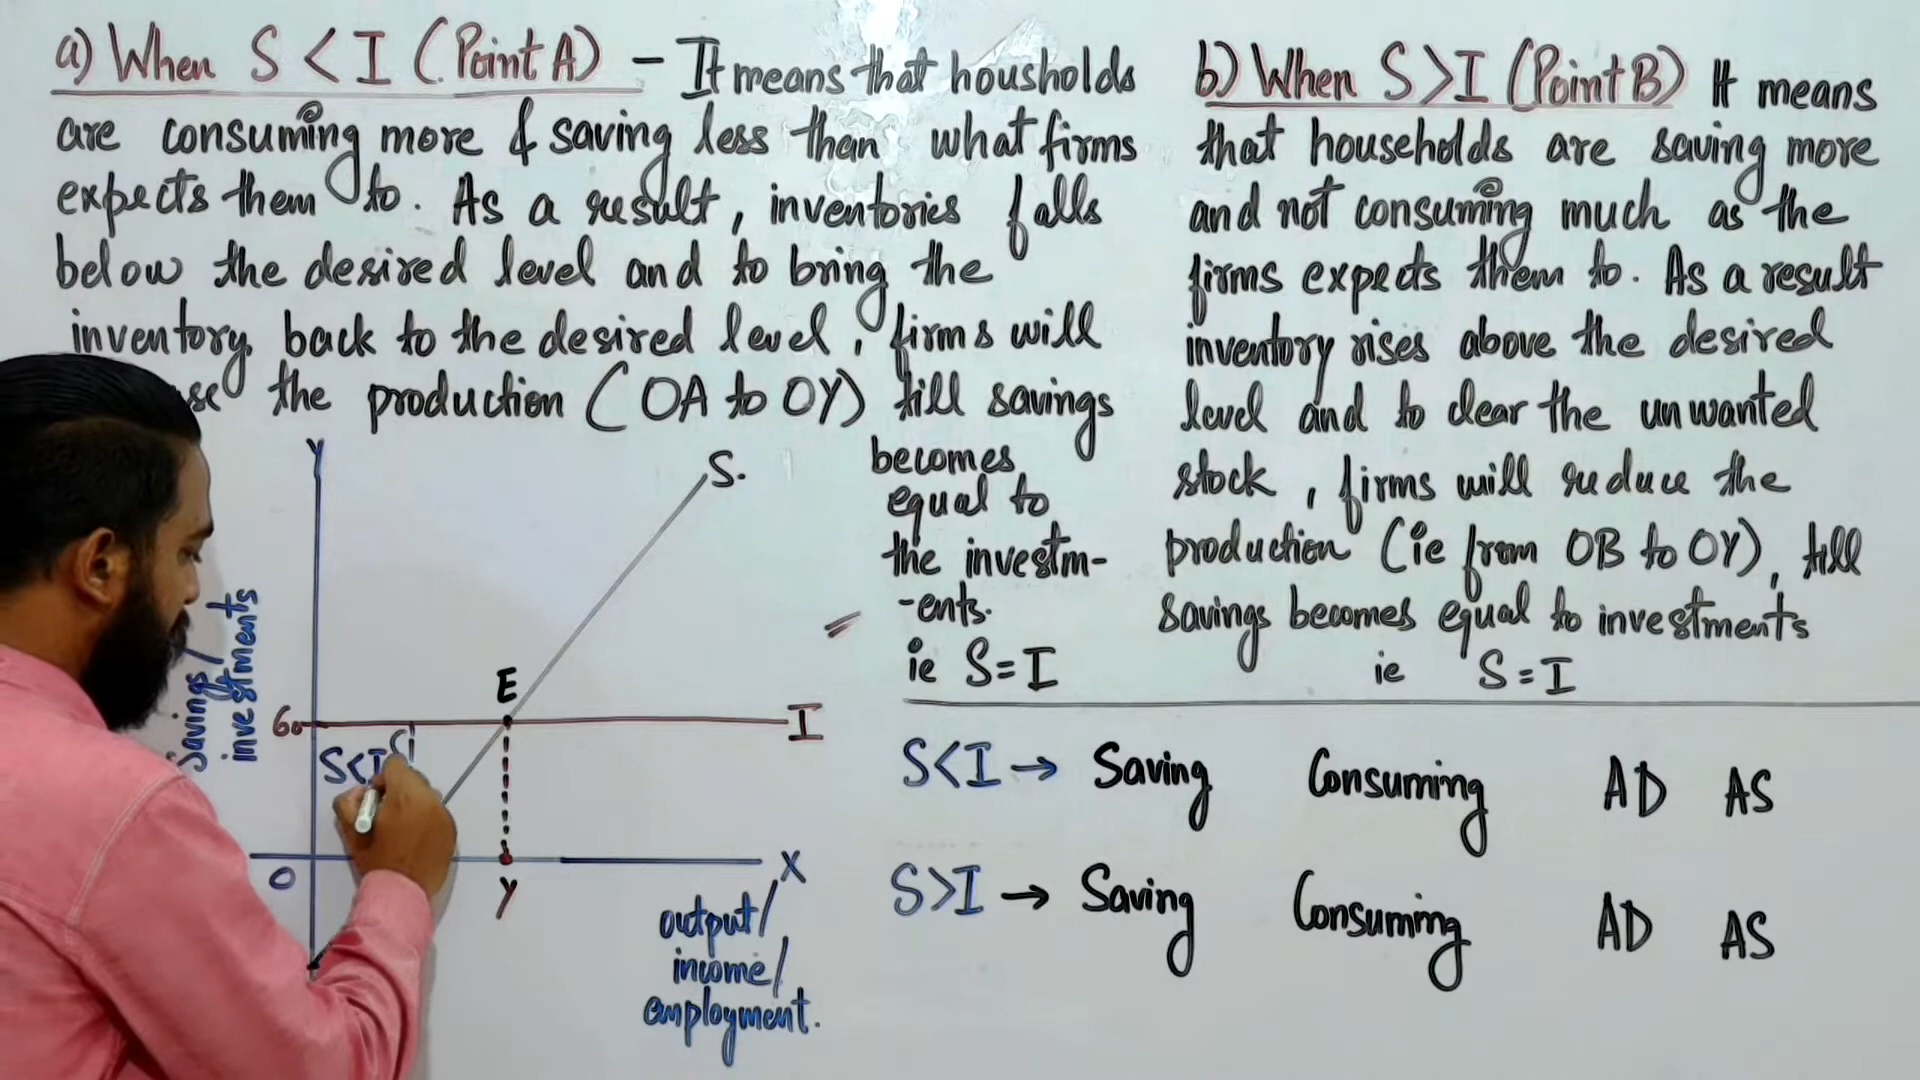 a) When S < I (Point A) – It means that housholds
are consuming more & saving less than what firms
expects them to. As a result, inventories falls
below the desired level and to bring the
inventory back to the desired level, firms will
the production (OA to OY) till savings
becomes
equal to
the investm-
-ents.
ie S=I
b) When S>I (Point B) It means
that households are saving more
and not consuming much as the
firms expects them to. As a result
inventory rises above the desired
level and to clear the unwanted
stock, firms will reduce the
production (ie from OB to OY), till
savings becomes equal to investments
ie S=I
Y
S.
Savings/
investments
E
60
I
S<I
O
Y
X
output/
income/
employment.
S<I → Saving Consuming AD AS
S>I → Saving Consuming AD AS